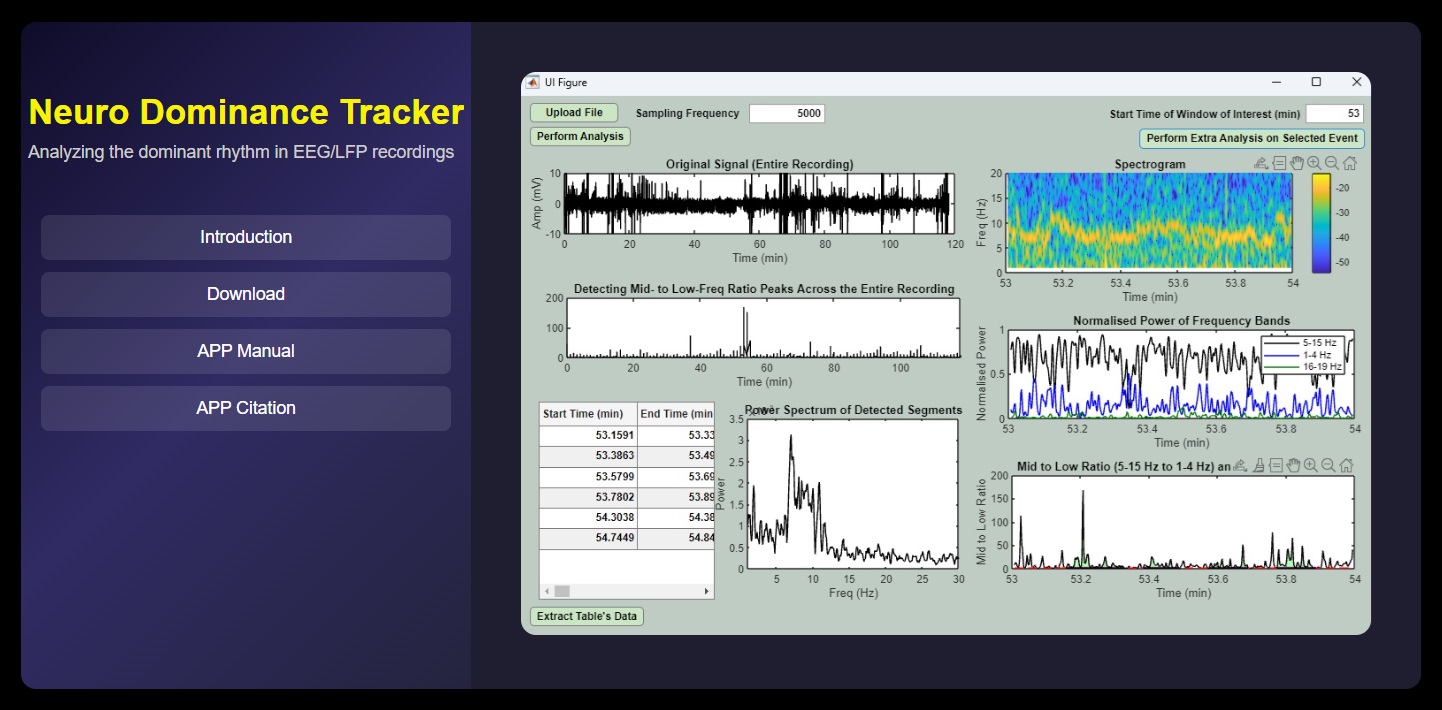 Neuro Dominance Tracker
Analyzing the dominant rhythm in EEG/LFP recordings
Introduction
Download
APP Manual
APP Citation
UI Figure
Upload File
Sampling Frequency
5000
Start Time of Window of Interest (min)
53
Perform Analysis
Perform Extra Analysis on Selected Event
Original Signal (Entire Recording)
Amp (mV)
10
0
-10
0 20 40 60 80 100 120
Time (min)
Detecting Mid- to Low-Freq Ratio Peaks Across the Entire Recording
200
100
0
0 20 40 60 80 100
Time (min)
Start Time (min) End Time (min
53.1591 53.33
53.3863 53.49
53.5799 53.69
53.7802 53.89
54.3038 54.38
54.7449 54.84
Power Spectrum of Detected Segments
Power
3.5
3
2.5
2
1.5
1
0.5
0
5 10 15 20 25 30
Freq (Hz)
Extract Table's Data
Spectrogram
Freq (Hz)
20
15
10
5
0
53 53.2 53.4 53.6 53.8 54
Time (min)
-20
-30
-40
-50
Normalised Power of Frequency Bands
Normalised Power
1
0.5
0
5-15 Hz
1-4 Hz
16-19 Hz
53 53.2 53.4 53.6 53.8 54
Time (min)
Mid to Low Ratio (5-15 Hz to 1-4 Hz) an
Mid to Low Ratio
200
150
100
50
0
53 53.2 53.4 53.6 53.8 54
Time (min)